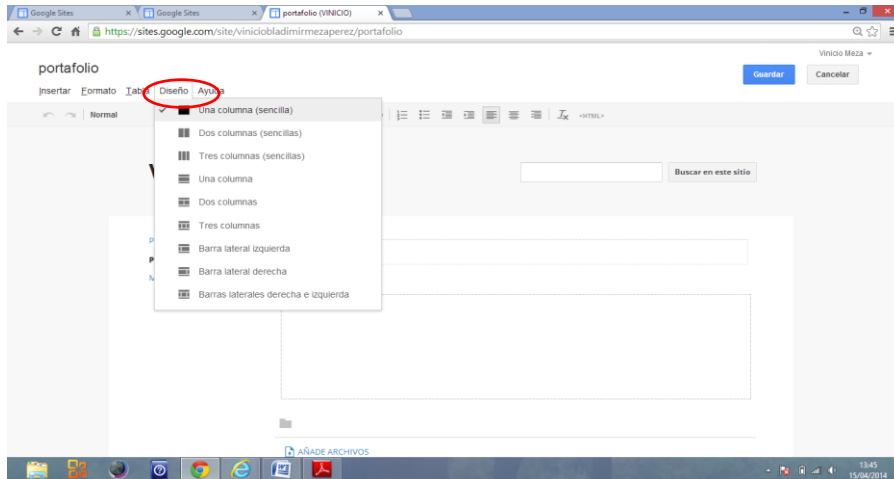 Google Sites
Google Sites
portafolio (VINICIO)
https://sites.google.com/site/viniciobladimirmezaperez/portafolio
Vinicio Meza
portafolio
Guardar
Cancelar
Insertar Formato Tabla Diseño Ayuda
Normal
<HTML>
Una columna (sencilla)
Dos columnas (sencillas)
Tres columnas (sencillas)
Una columna
Dos columnas
Tres columnas
Barra lateral izquierda
Barra lateral derecha
Barras laterales derecha e izquierda
Buscar en este sitio
AÑADE ARCHIVOS
13:45
15/04/2014